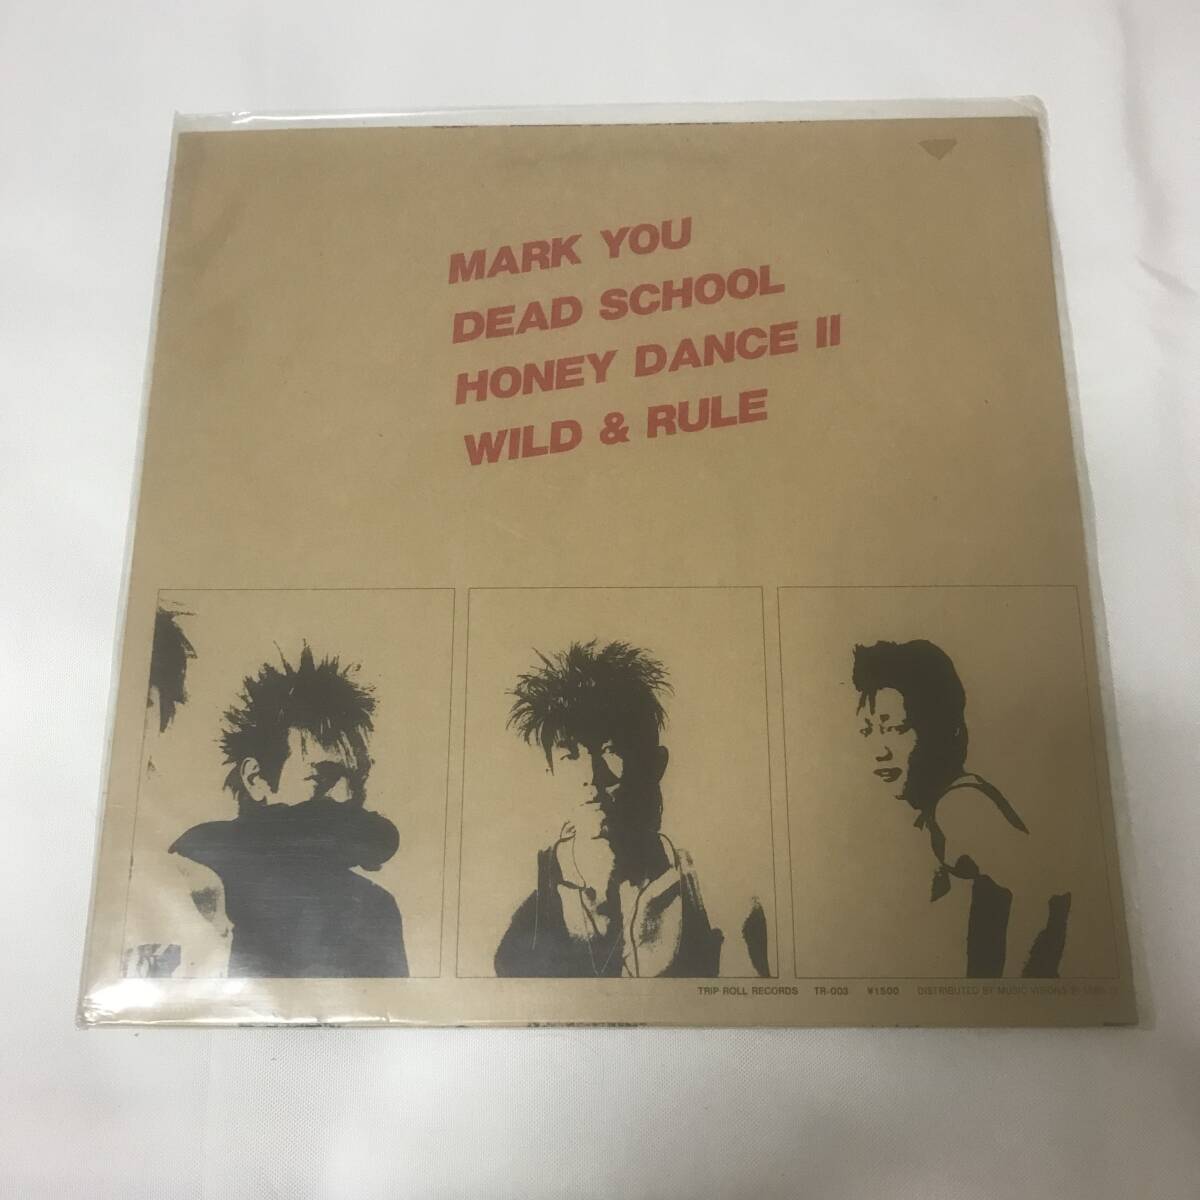 MARK YOU
DEAD SCHOOL
HONEY DANCE II
WILD & RULE
TRIP ROLL RECORDS TR-003 ¥1500 DISTRIBUTED BY MUSIC VISIONS